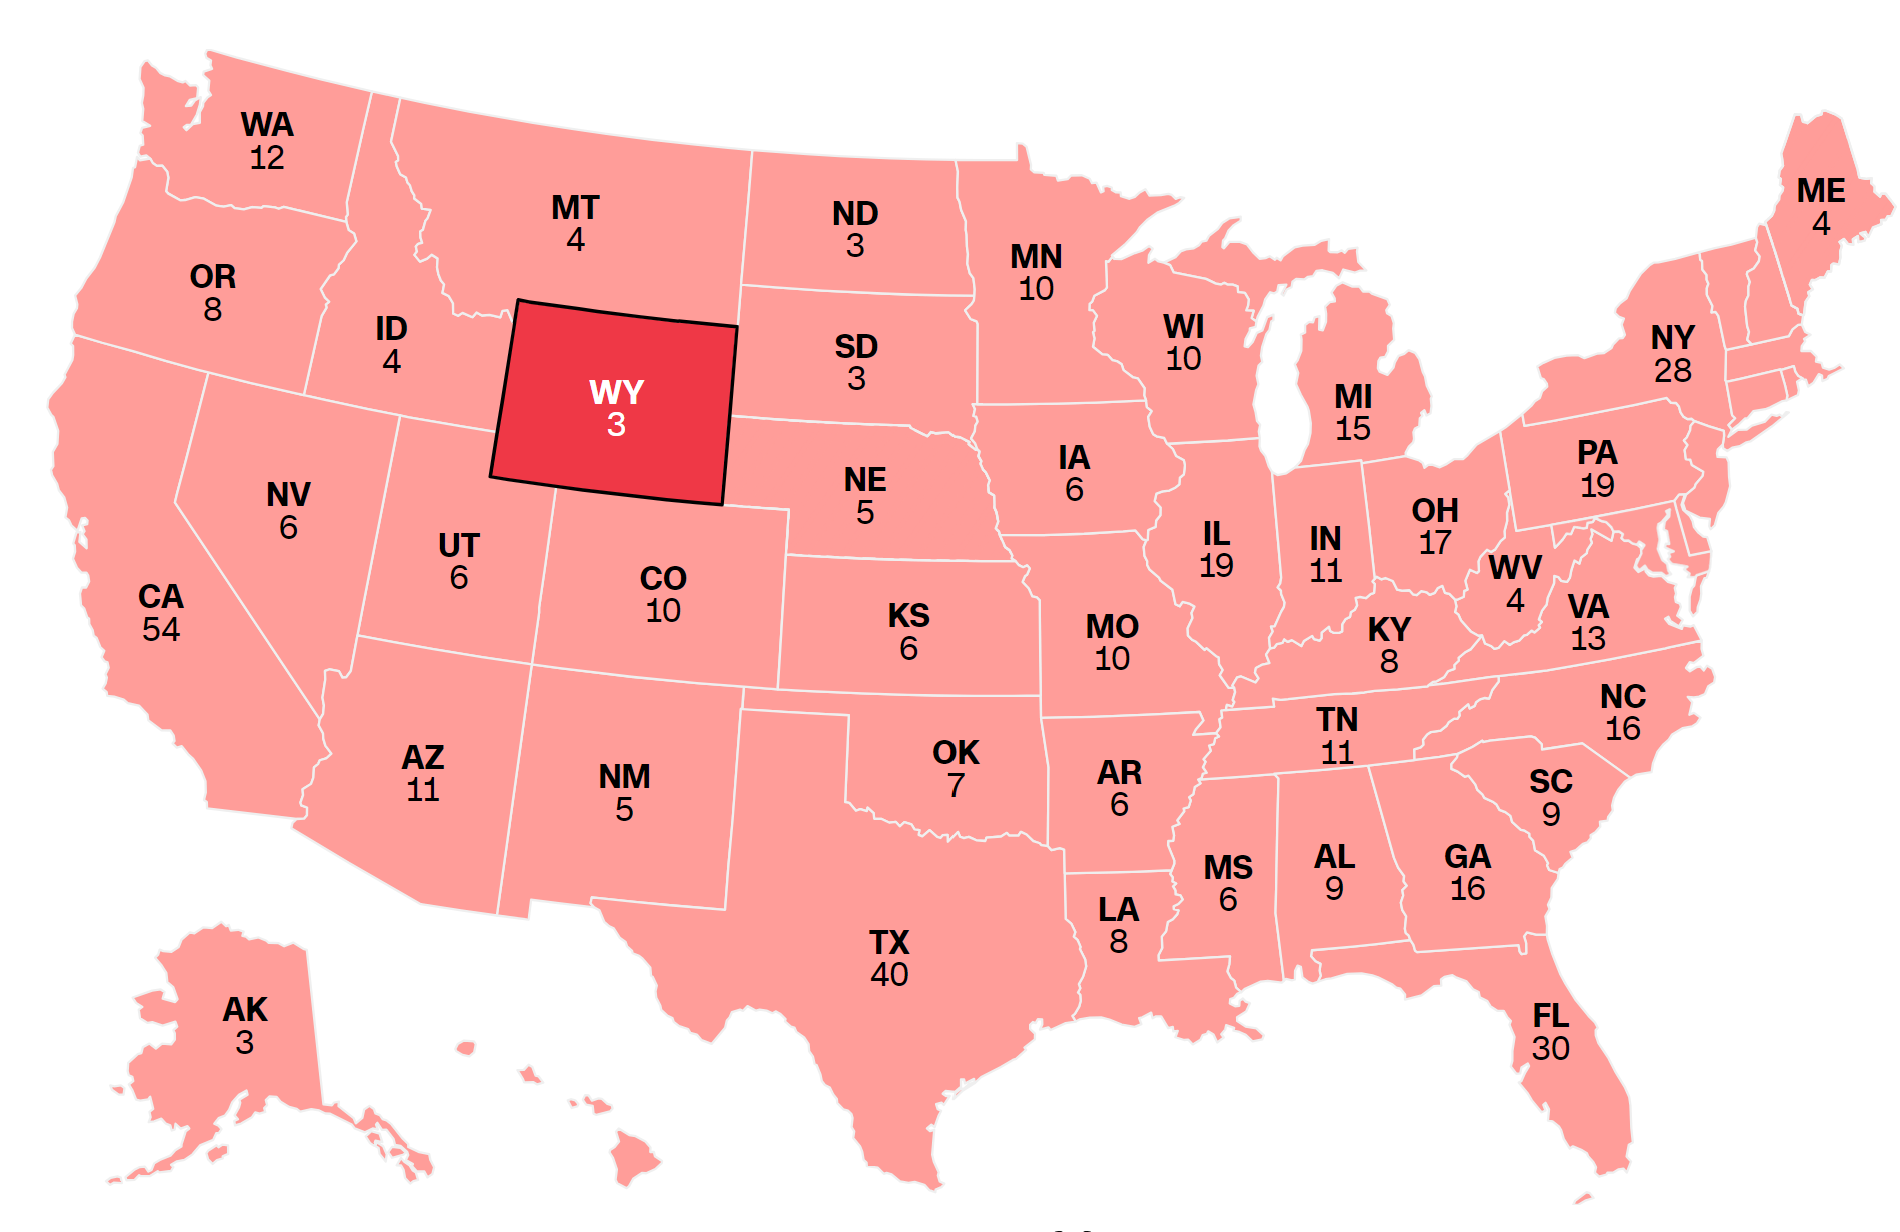 WA
12
MT
4
ND
3
MN
10
ME
4
OR
8
ID
4
WY
3
SD
3
WI
10
MI
15
NY
28
NV
6
UT
6
CO
10
NE
5
IA
6
IL
19
IN
11
OH
17
PA
19
CA
54
KS
6
MO
10
KY
8
WV
4
VA
13
AZ
11
NM
5
OK
7
AR
6
TN
11
NC
16
SC
9
MS
6
AL
9
GA
16
LA
8
TX
40
FL
30
AK
3